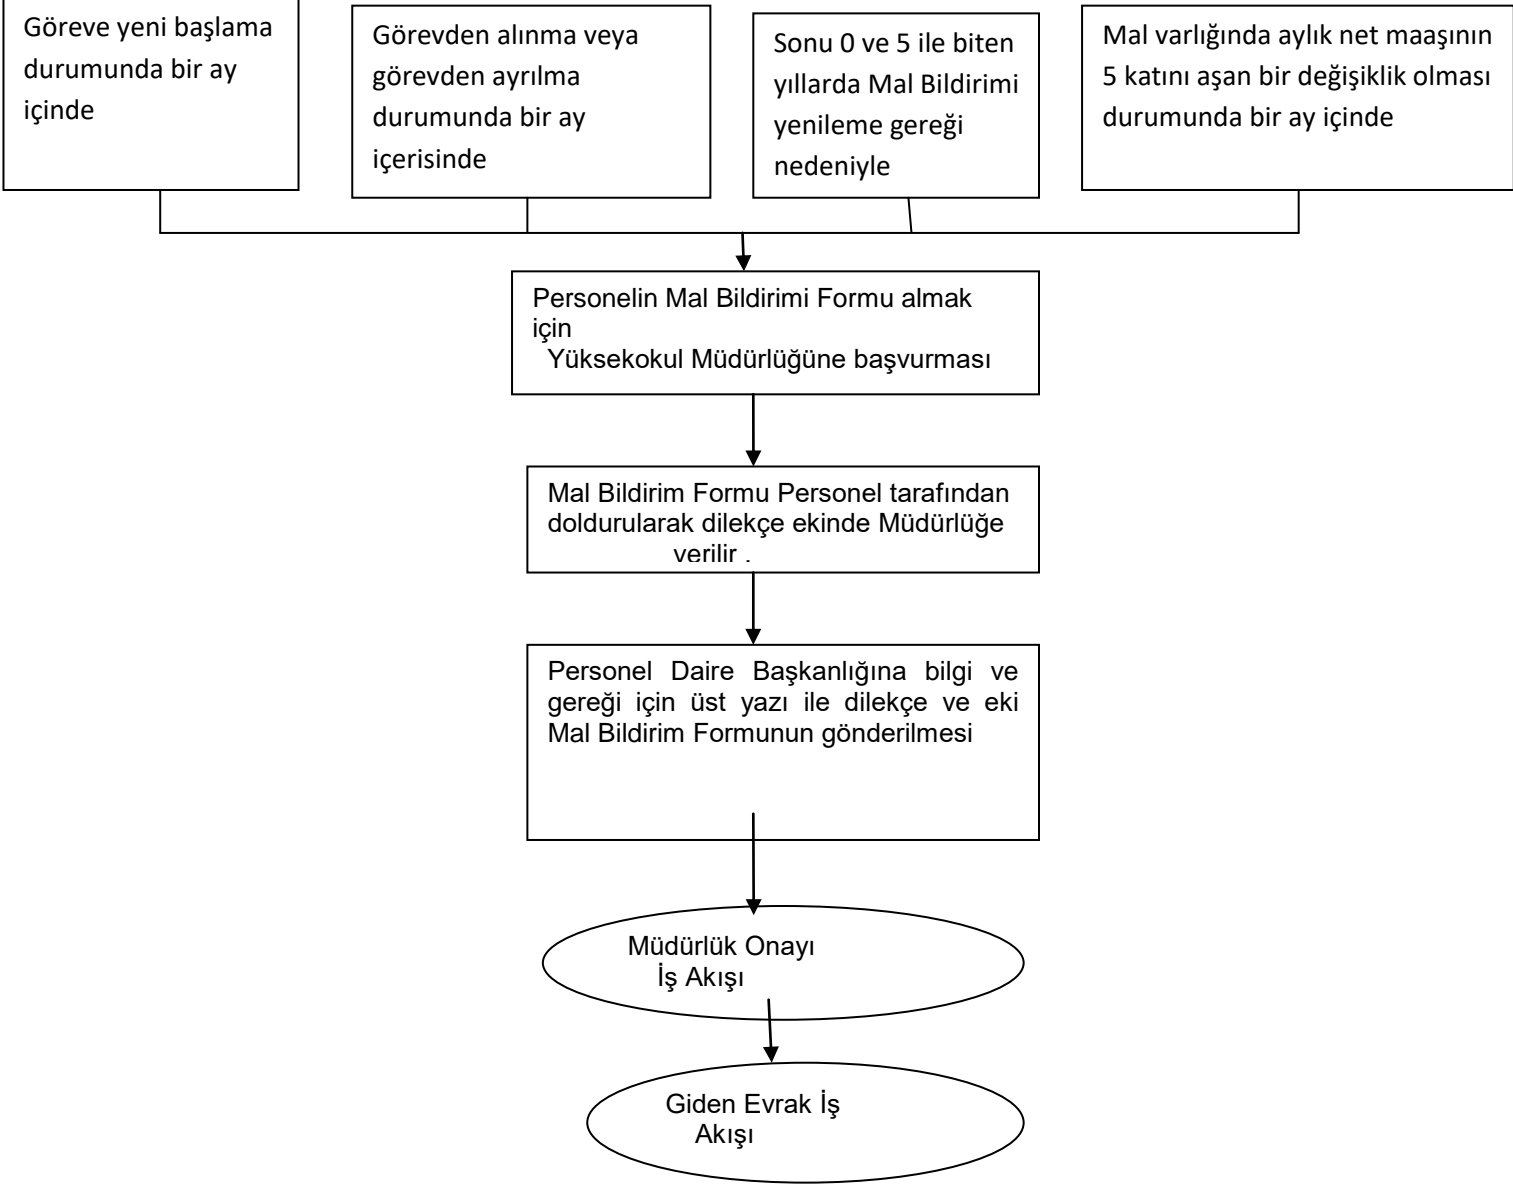 Göreve yeni başlama
durumunda bir ay
içinde
Görevden alınma veya
görevden ayrılma
durumunda bir ay
içerisinde
Sonu 0 ve 5 ile biten
yıllarda Mal Bildirimi
yenileme gereği
nedeniyle
Mal varlığında aylık net maaşının
5 katını aşan bir değişiklik olması
durumunda bir ay içinde
Personelin Mal Bildirimi Formu almak
için
Yüksekokul Müdürlüğüne başvurması
Mal Bildirim Formu Personel tarafından
doldurularak dilekçe ekinde Müdürlüğe
verilir .
Personel Daire Başkanlığına bilgi ve
gereği için üst yazı ile dilekçe ve eki
Mal Bildirim Formunun gönderilmesi
Müdürlük Onayı
İş Akışı
Giden Evrak İş
Akışı